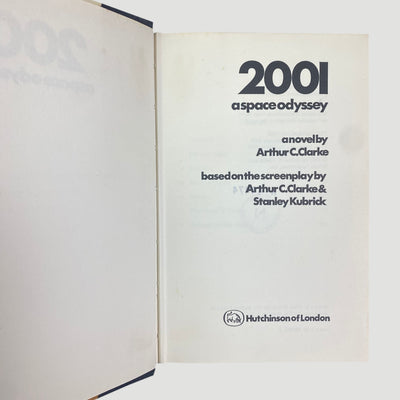 2001
a space odyssey
a novel by
Arthur C. Clarke
based on the screenplay by
Arthur C. Clarke &
Stanley Kubrick
Hutchinson of London